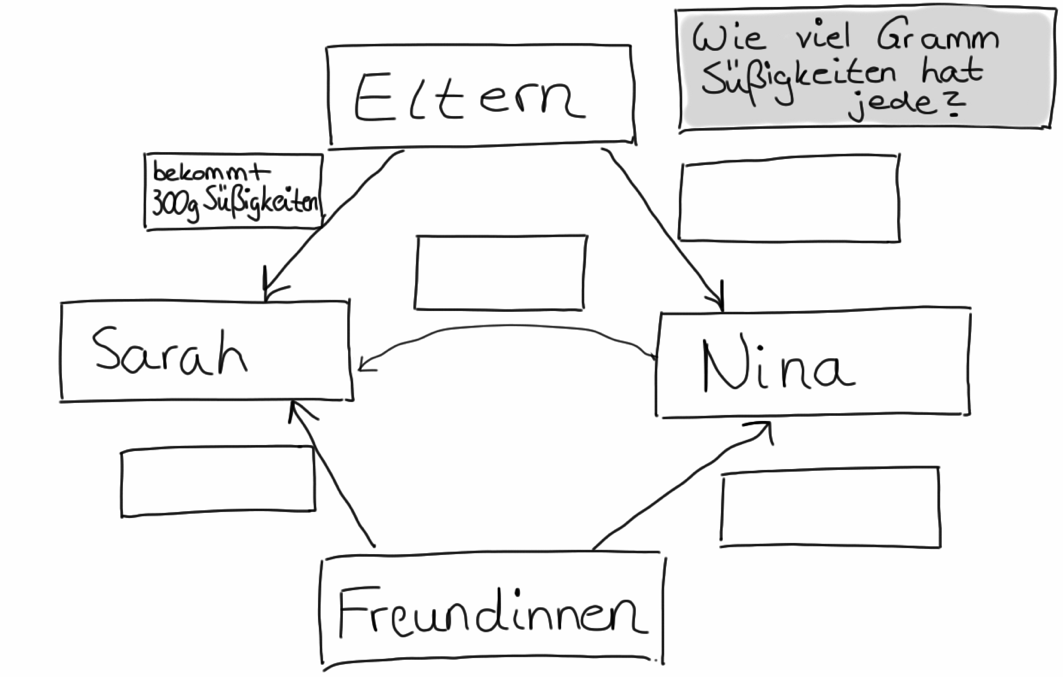 Wie viel Gramm
Süßigkeiten hat
jede?
Eltern
bekommt
300g Süßigkeiten
Sarah
Nina
Freundinnen